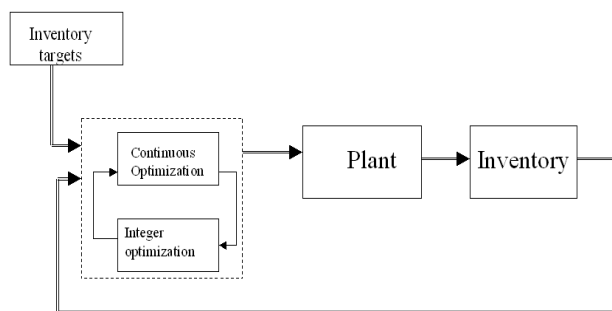 Inventory
targets
Continuous
Optimization
Integer
optimization
Plant
Inventory